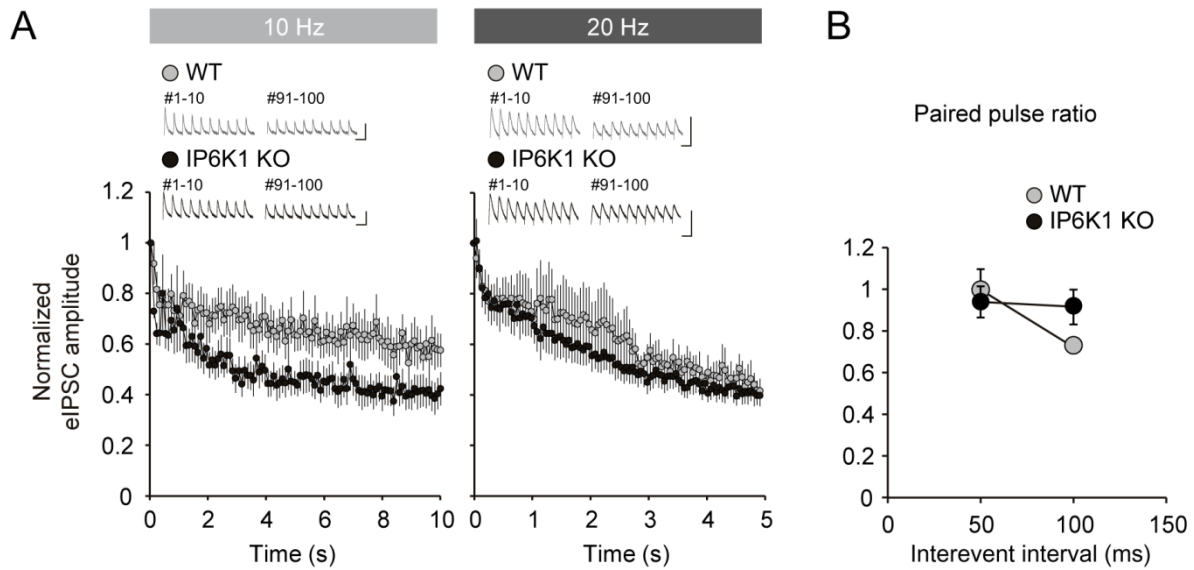 A
10 Hz
20 Hz
B
WT
#1-10
#91-100
IP6K1 KO
#1-10
#91-100
WT
#1-10
#91-100
IP6K1 KO
#1-10
#91-100
Paired pulse ratio
WT
IP6K1 KO
Normalized
eIPSC amplitude
1.2
1
0.8
0.6
0.4
0.2
0
0
2
4
6
8
10
Time (s)
0
1
2
3
4
5
Time (s)
1.2
1
0.8
0.6
0.4
0.2
0
0
50
100
150
Interevent interval (ms)